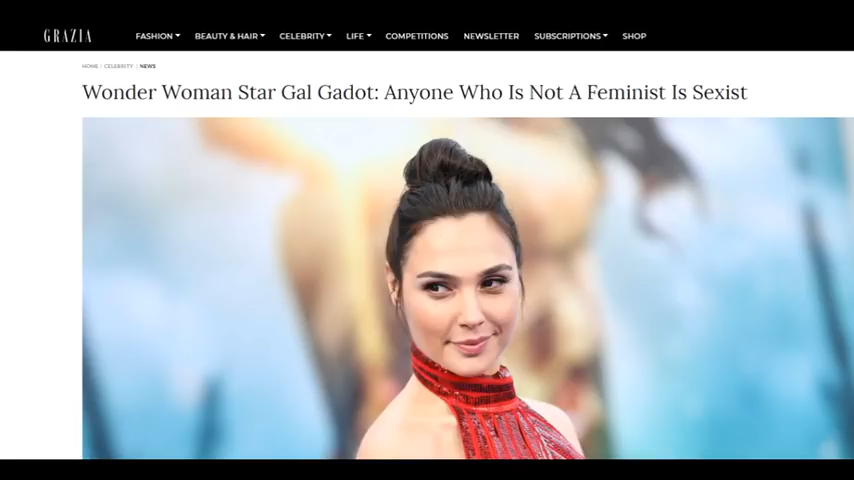 GRAZIA FASHION BEAUTY & HAIR CELEBRITY LIFE COMPETITIONS NEWSLETTER SUBSCRIPTIONS SHOP
HOME CELEBRITY NEWS
Wonder Woman Star Gal Gadot: Anyone Who Is Not A Feminist Is Sexist